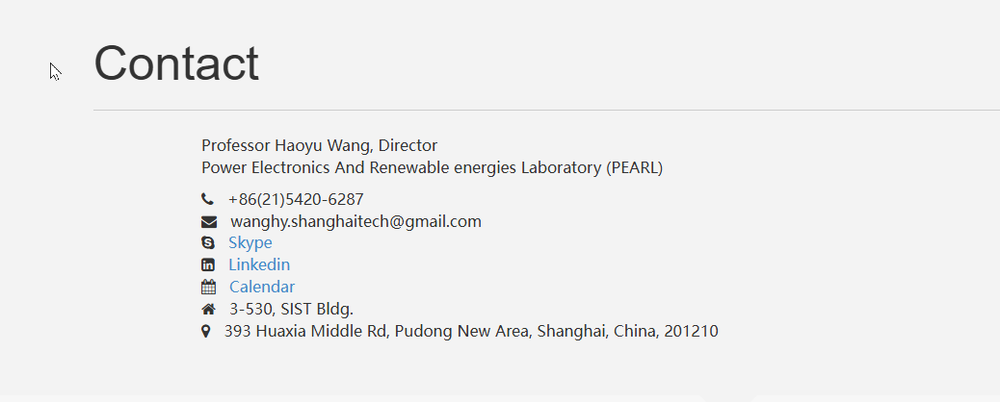 Contact
Professor Haoyu Wang, Director
Power Electronics And Renewable energies Laboratory (PEARL)
+86(21)5420-6287
wanghy.shanghaitech@gmail.com
Skype
Linkedin
Calendar
3-530, SIST Bldg.
393 Huaxia Middle Rd, Pudong New Area, Shanghai, China, 201210